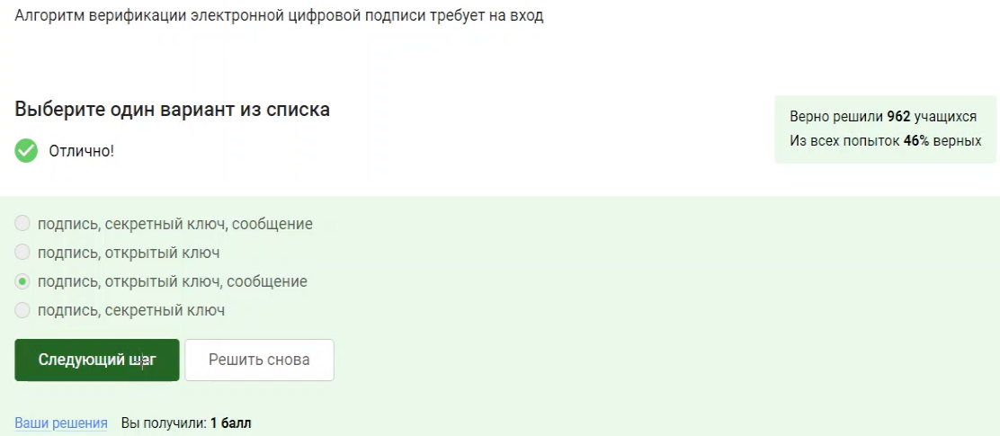 Алгоритм верификации электронной цифровой подписи требует на вход
Выберите один вариант из списка
Отлично!
Верно решили 962 учащихся
Из всех попыток 46% верных
подпись, секретный ключ, сообщение
подпись, открытый ключ
подпись, открытый ключ, сообщение
подпись, секретный ключ
Следующий шаг
Решить снова
Ваши решения Вы получили: 1 балл